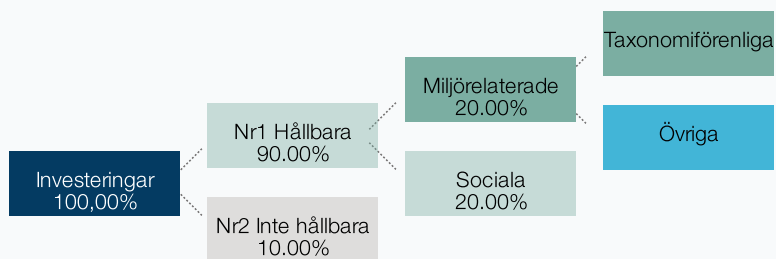 Investeringar
100,00%
Nr1 Hållbara
90.00%
Nr2 Inte hållbara
10.00%
Miljörelaterade
20.00%
Sociala
20.00%
Taxonomiförenliga
Övriga